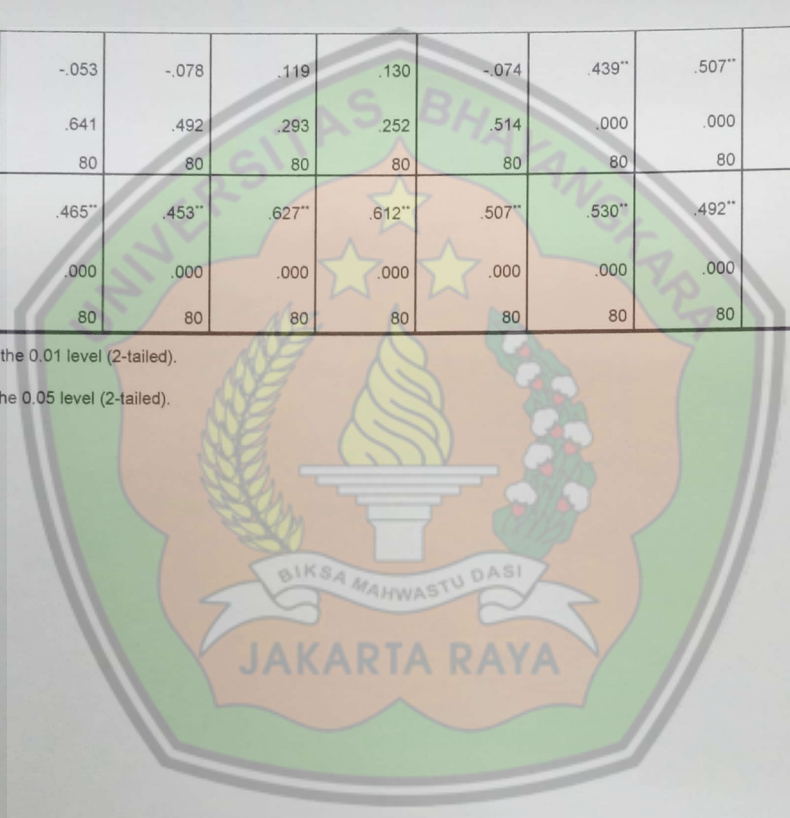 -.053 -.078 .119 .130 -.074 .439** .507**
.641 .492 .293 .252 .514 .000 .000
80 80 80 80 80 80 80
.465** .453** .627** .612** .507** .530** .492**
.000 .000 .000 .000 .000 .000 .000
80 80 80 80 80 80 80
the 0.01 level (2-tailed).
he 0.05 level (2-tailed).
UNIVERSITAS BHAYANGKARA
BIKSA MAHWASTU DASI
JAKARTA RAYA